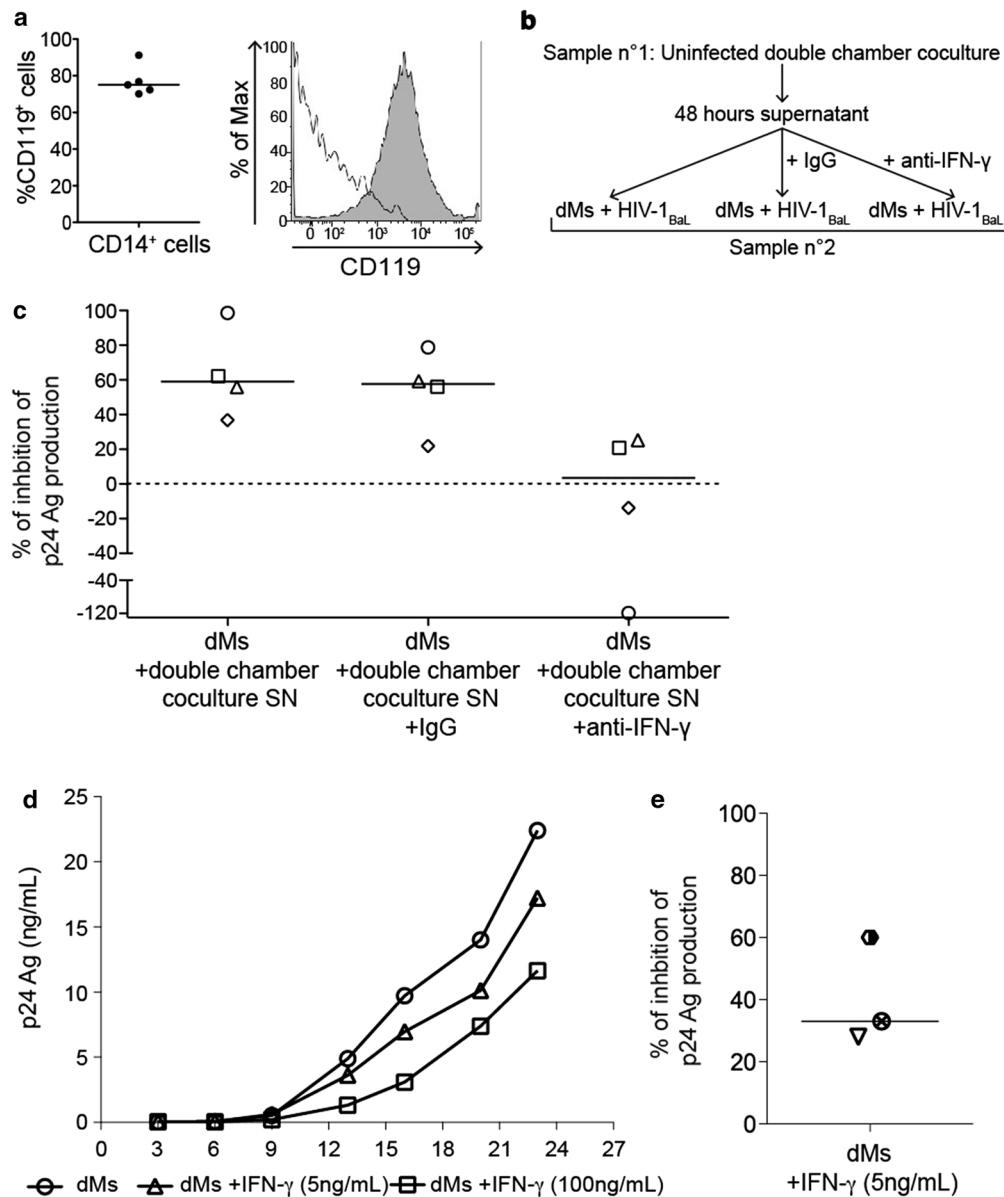 a
100
80
60
40
20
0
%CD119+ cells
CD14+ cells
100
80
60
40
20
0
% of Max
0 10² 10³ 10⁴ 10⁵
CD119
b
Sample n°1: Uninfected double chamber coculture
48 hours supernatant
+ IgG
+ anti-IFN-γ
dMs + HIV-1BaL dMs + HIV-1BaL dMs + HIV-1BaL
Sample n°2
c
100
80
60
40
20
0
-20
-40
-40
-120
% of inhbition of
p24 Ag production
dMs
+double chamber
coculture SN
dMs
+double chamber
coculture SN
+IgG
dMs
+double chamber
coculture SN
+anti-IFN-γ
d
25
20
15
10
5
0
p24 Ag (ng/mL)
0 3 6 9 12 15 18 21 24 27
dMs dMs +IFN-γ (5ng/mL) dMs +IFN-γ (100ng/mL)
e
100
80
60
40
20
0
% of inhbition of
p24 Ag production
dMs
+IFN-γ (5ng/mL)